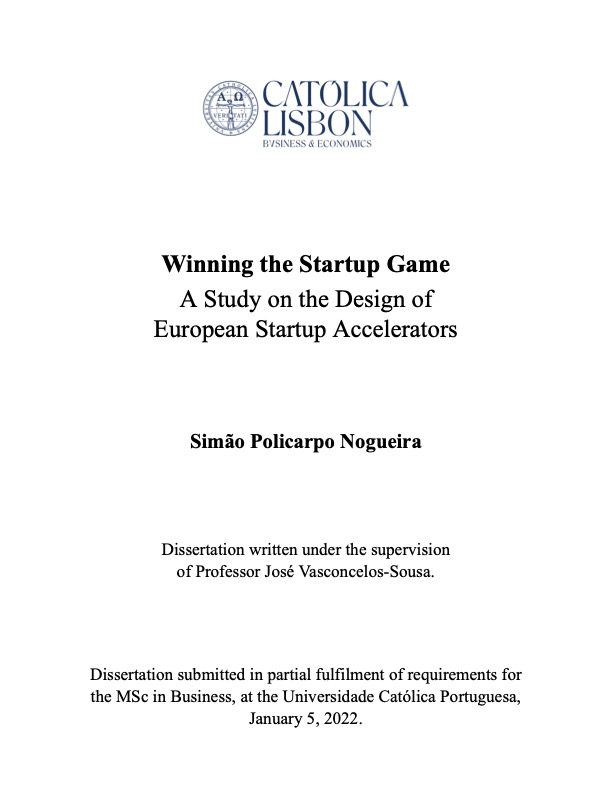 Α Ω
VERITATI
CATÓLICA
LISBON
BVSINESS & ECONOMICS
Winning the Startup Game
A Study on the Design of
European Startup Accelerators
Simão Policarpo Nogueira
Dissertation written under the supervision
of Professor José Vasconcelos-Sousa.
Dissertation submitted in partial fulfilment of requirements for
the MSc in Business, at the Universidade Católica Portuguesa,
January 5, 2022.